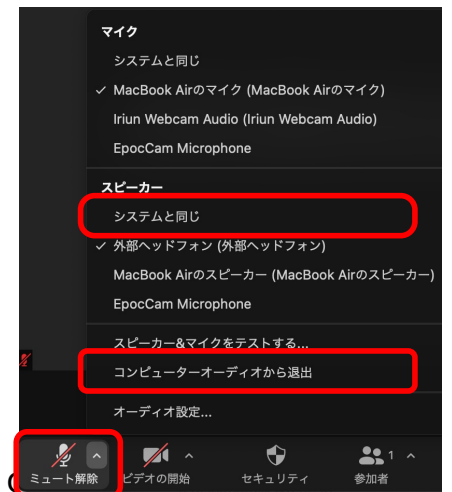 マイク
システムと同じ
✓ MacBook Airのマイク (MacBook Airのマイク)
Iriun Webcam Audio (Iriun Webcam Audio)
EpocCam Microphone
スピーカー
システムと同じ
✓ 外部ヘッドフォン (外部ヘッドフォン)
MacBook Airのスピーカー (MacBook Airのスピーカー)
EpocCam Microphone
スピーカー&マイクをテストする...
コンピューターオーディオから退出
オーディオ設定...
ミュート解除 ビデオの開始 セキュリティ 参加者 1